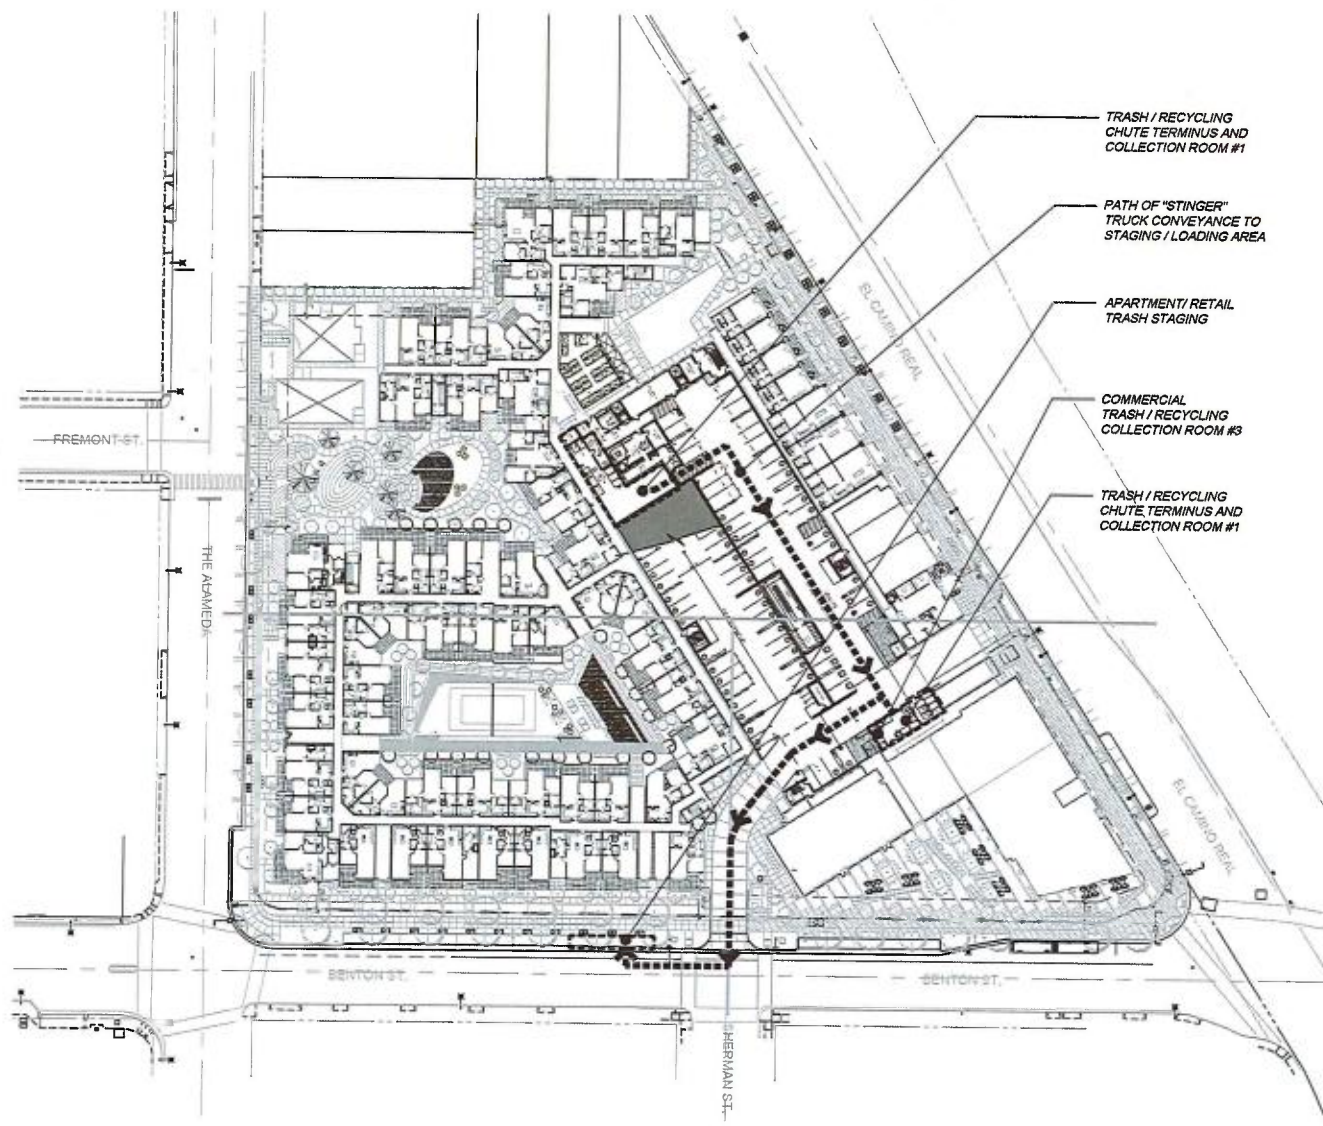 TRASH / RECYCLING
CHUTE TERMINUS AND
COLLECTION ROOM #1
PATH OF "STINGER"
TRUCK CONVEYANCE TO
STAGING / LOADING AREA
APARTMENT/ RETAIL
TRASH STAGING
COMMERCIAL
TRASH / RECYCLING
COLLECTION ROOM #3
TRASH / RECYCLING
CHUTE TERMINUS AND
COLLECTION ROOM #1
EL CAMINO REAL
FREMONT ST.
THE ALAMEDA
EL CAMINO REAL
BENTON ST.
BENTON ST.
HERMAN ST.